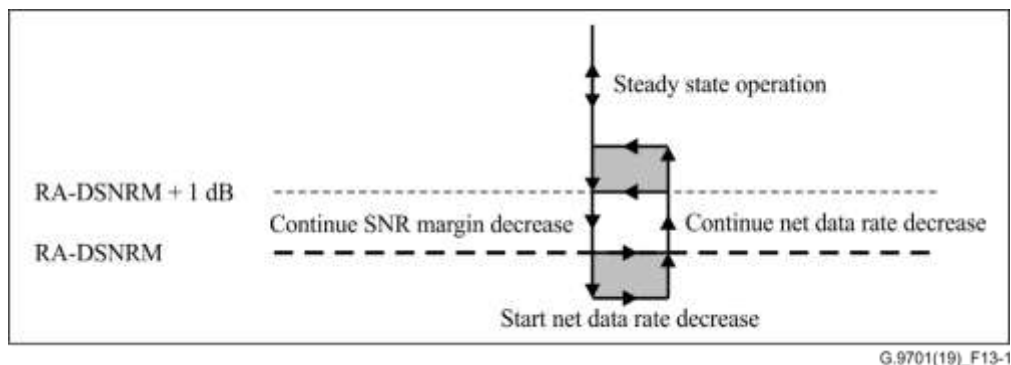 Steady state operation
RA-DSNRM + 1 dB
Continue SNR margin decrease
Continue net data rate decrease
RA-DSNRM
Start net data rate decrease
G.9701(19)_F13-1